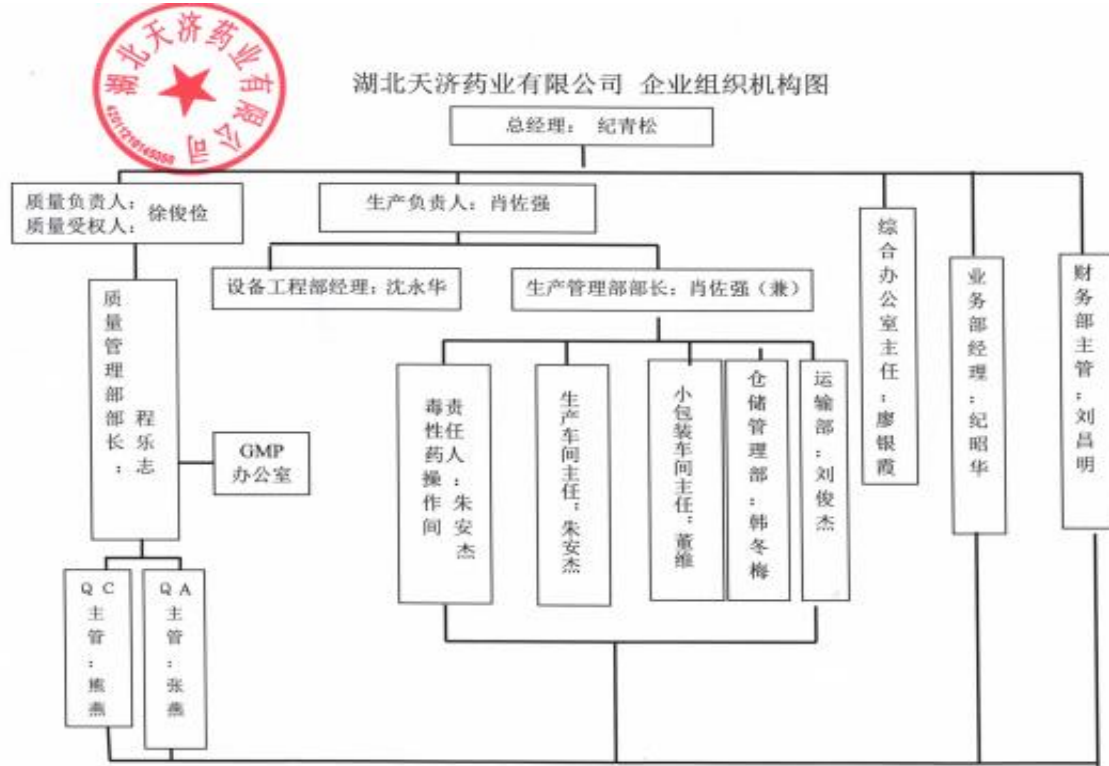 湖北天济药业有限公司
湖北天济药业有限公司 企业组织机构图
总经理： 纪青松
质量负责人：
质量受权人：
徐俊俭
生产负责人：肖佐强
设备工程部经理：沈永华
生产管理部部长：肖佐强（兼）
综合办公室主任：廖银霞
业务部经理：纪昭华
财务部主管：刘昌明
质量管理部部长：
程乐志
GMP
办公室
毒性药操作间
责任人：朱安杰
生产车间主任：朱安杰
小包装车间主任：董维
仓储管理部：韩冬梅
运输部：刘俊杰
QC主管：熊燕
QA主管：张燕